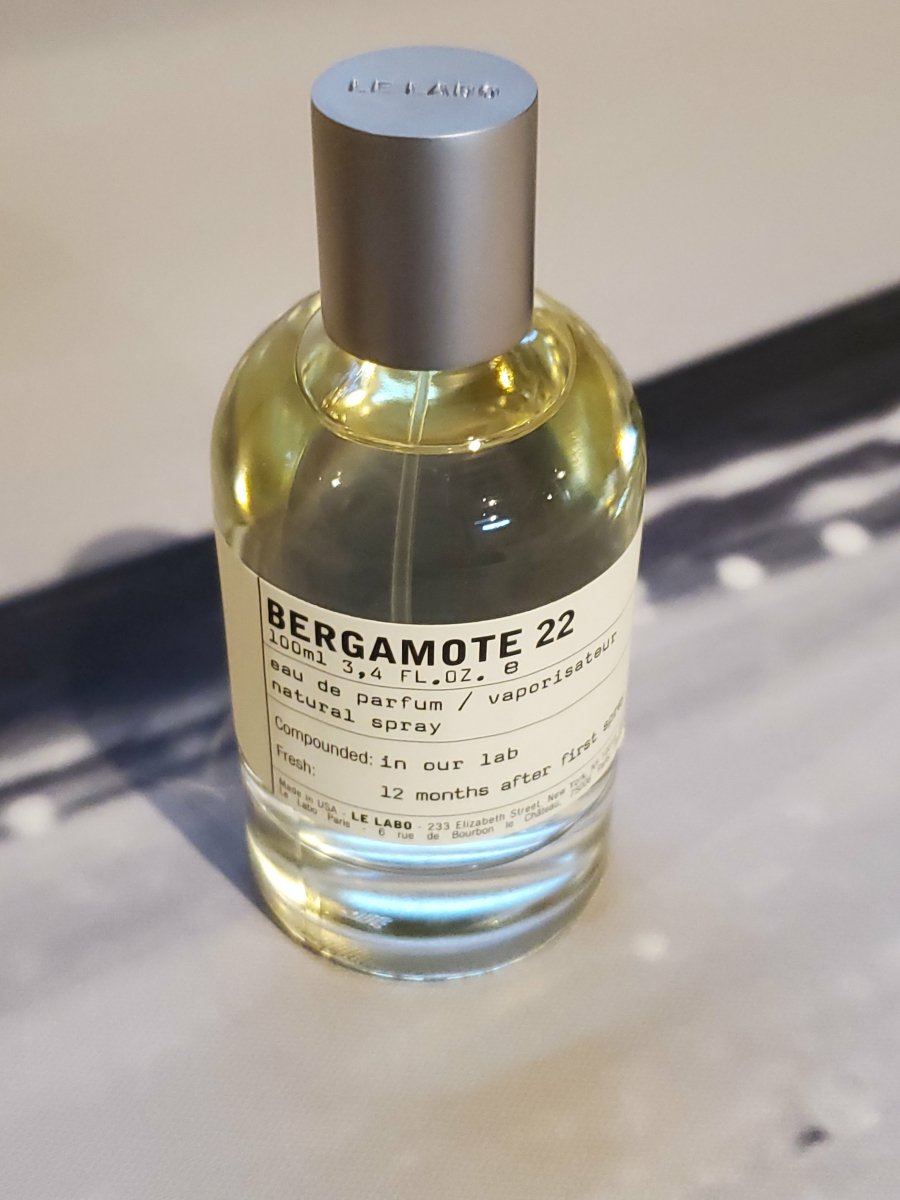 LE LABO
BERGAMOTE 22
100ml 3,4 FL.OZ. e
eau de parfum / vaporisateur
natural spray
Compounded: in our lab
Fresh:
12 months after first spray
Made in USA - LE LABO - 233 Elizabeth Street, New York,
Le Labo Paris - 6 rue de Bourbon le Château, 75006